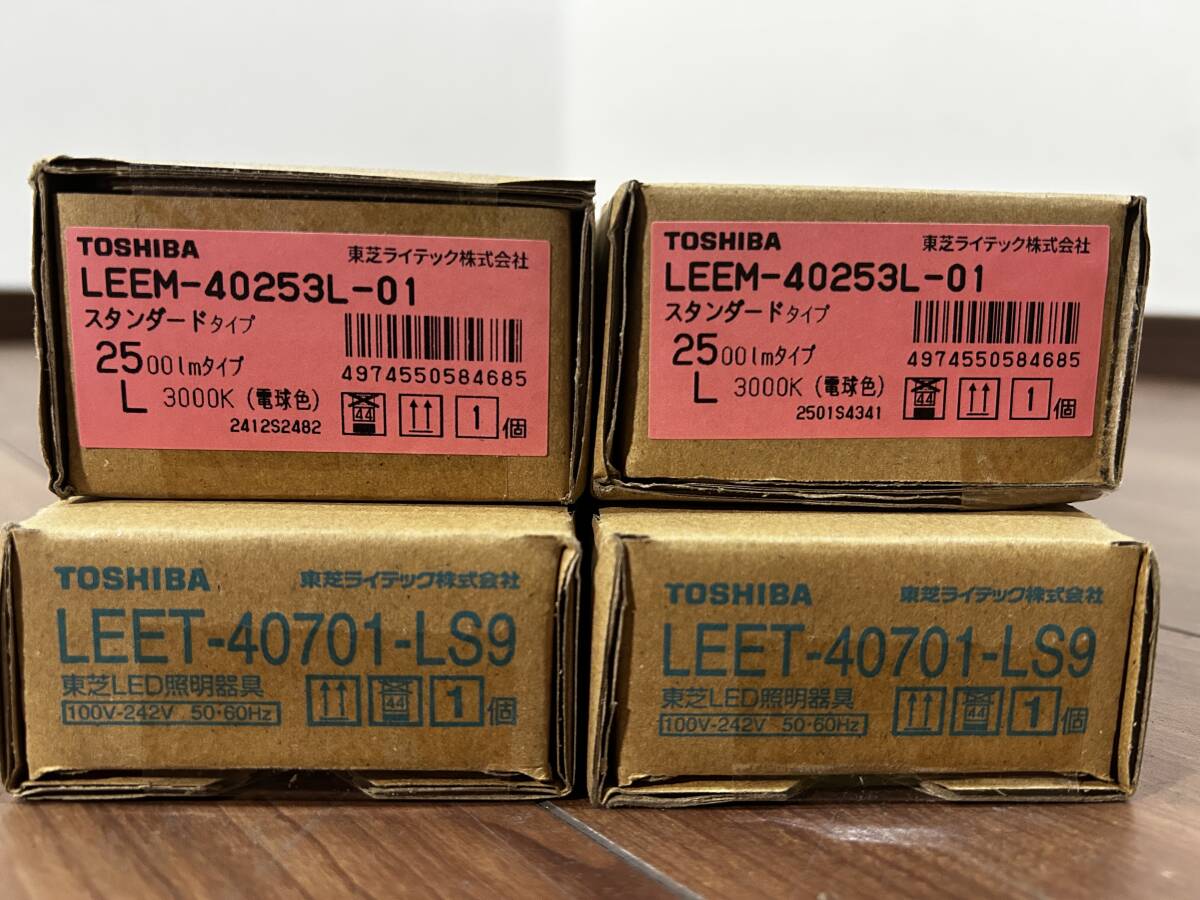 TOSHIBA 東芝ライテック株式会社
LEEM-40253L-01
スタンダードタイプ
2500lmタイプ
4974550584685
L 3000K (電球色)
2412S2482
44
1個
TOSHIBA 東芝ライテック株式会社
LEEM-40253L-01
スタンダードタイプ
2500lmタイプ
4974550584685
L 3000K (電球色)
2501S4341
44
1個
TOSHIBA 東芝ライテック株式会社
LEET-40701-LS9
東芝LED照明器具
100V-242V 50・60Hz
44
1個
TOSHIBA 東芝ライテック株式会社
LEET-40701-LS9
東芝LED照明器具
100V-242V 50・60Hz
44
1個